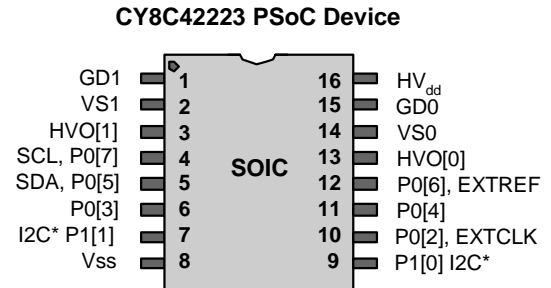 CY8C42223 PSoC Device
GD1 1 16 HVdd
VS1 2 15 GD0
HVO[1] 3 14 VS0
SCL, P0[7] 4 13 HVO[0]
SOIC
SDA, P0[5] 5 12 P0[6], EXTREF
P0[3] 6 11 P0[4]
I2C* P1[1] 7 10 P0[2], EXTCLK
Vss 8 9 P1[0] I2C*